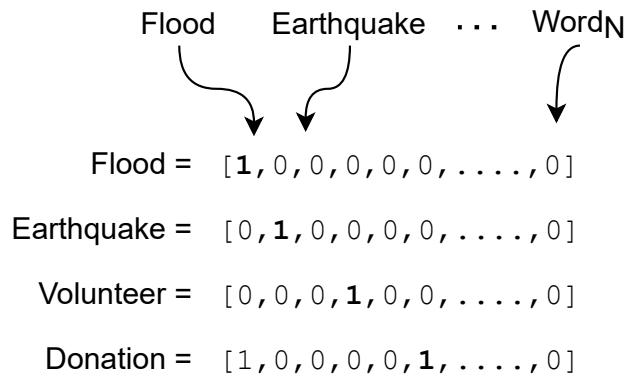 Flood Earthquake ... Word_N
Flood = [1,0,0,0,0,0,....,0]
Earthquake = [0,1,0,0,0,0,....,0]
Volunteer = [0,0,0,1,0,0,....,0]
Donation = [1,0,0,0,0,1,....,0]